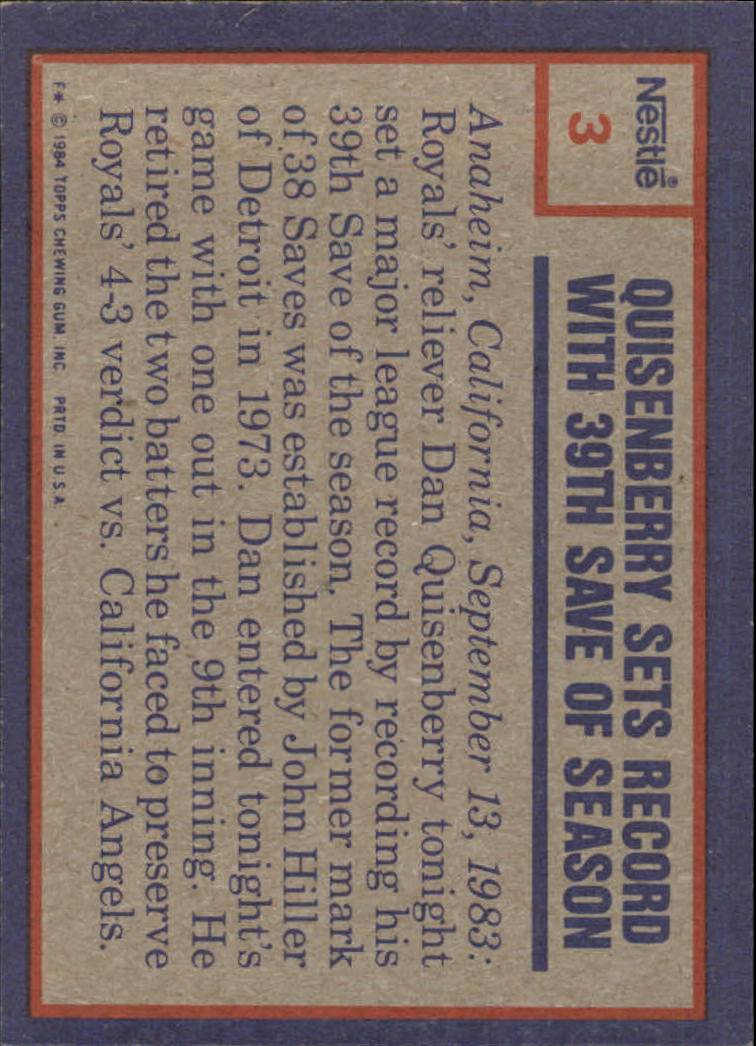 Nestlé®
3
QUISENBERRY SETS RECORD
WITH 39TH SAVE OF SEASON
Anaheim, California, September 13, 1983:
Royals' reliever Dan Quisenberry tonight
set a major league record by recording his
39th Save of the season. The former mark
of 38 Saves was established by John Hiller
of Detroit in 1973. Dan entered tonight's
game with one out in the 9th inning. He
retired the two batters he faced to preserve
Royals' 4-3 verdict vs. California Angels.
F* © 1984 TOPPS CHEWING GUM INC. PRTD. IN U.S.A.